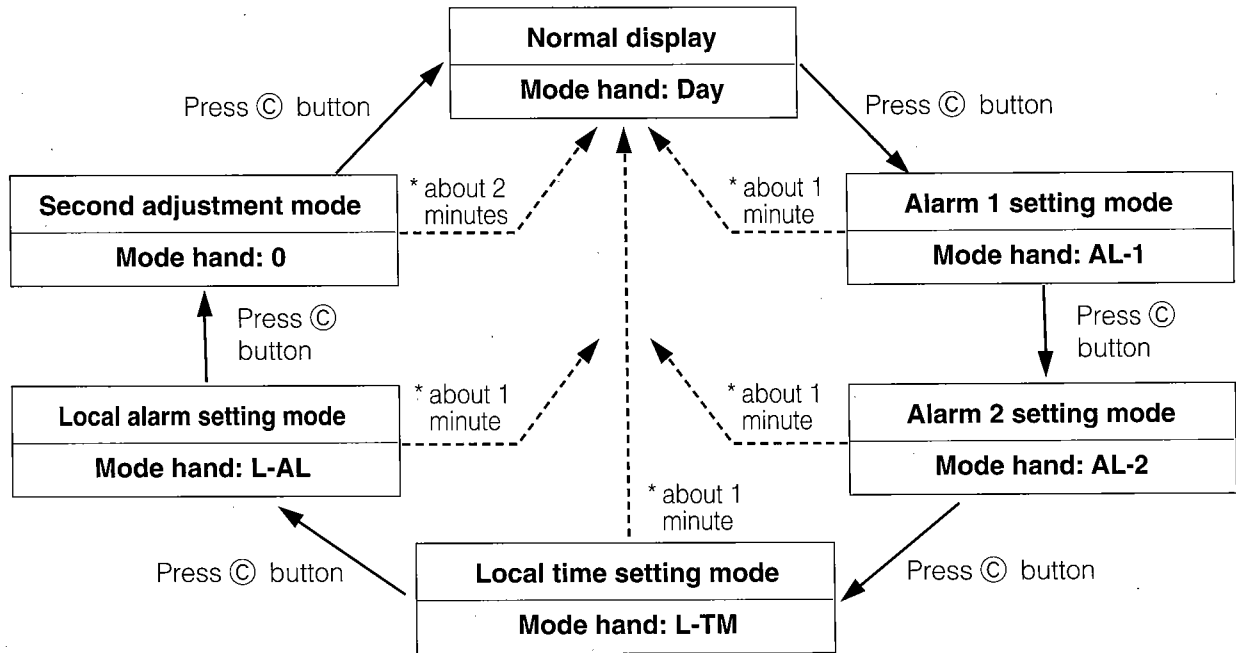 Normal display
Mode hand: Day
Press Ⓒ button
Press Ⓒ button
Second adjustment mode
Mode hand: 0
* about 2
minutes
* about 1
minute
Alarm 1 setting mode
Mode hand: AL-1
Press Ⓒ
button
Press Ⓒ
button
Local alarm setting mode
Mode hand: L-AL
* about 1
minute
* about 1
minute
Alarm 2 setting mode
Mode hand: AL-2
* about 1
minute
Press Ⓒ button
Local time setting mode
Mode hand: L-TM
Press Ⓒ button